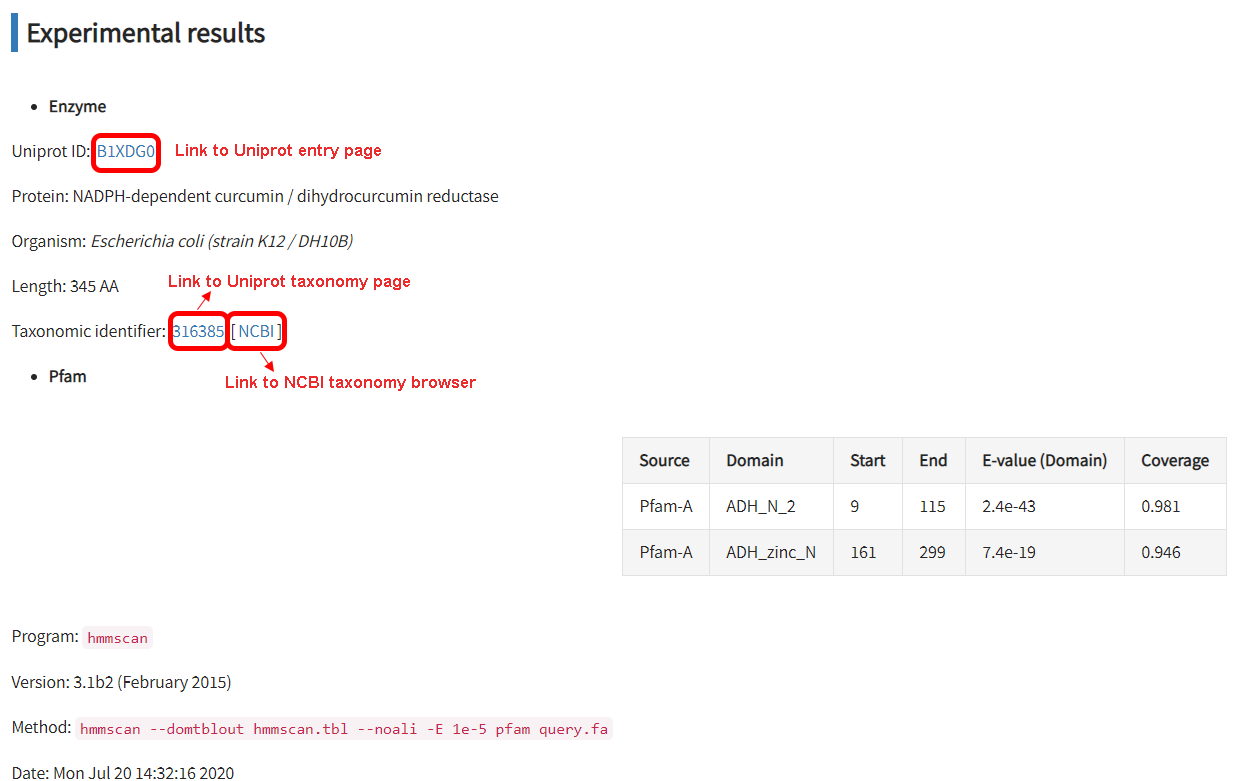 Experimental results
• Enzyme
Uniprot ID: B1XDG0 Link to Uniprot entry page
Protein: NADPH-dependent curcumin / dihydrocurcumin reductase
Organism: Escherichia coli (strain K12 / DH10B)
Link to Uniprot taxonomy page
Length: 345 AA
Taxonomic identifier: 316385 [ NCBI ]
• Pfam
Link to NCBI taxonomy browser
Source Domain Start End E-value (Domain) Coverage
Pfam-A ADH_N_2 9 115 2.4e-43 0.981
Pfam-A ADH_zinc_N 161 299 7.4e-19 0.946
Program: hmmscan
Version: 3.1b2 (February 2015)
Method: hmmscan --domtblout hmmscan.tbl --noali -E 1e-5 pfam query.fa
Date: Mon Jul 20 14:32:16 2020